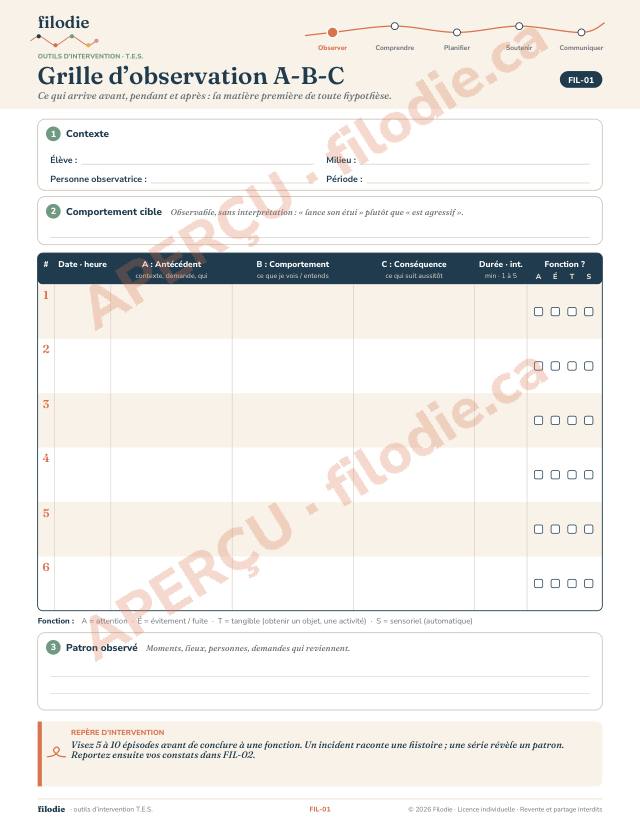 filodie
OUTILS D'INTERVENTION · T.E.S.
Observer Comprendre Planifier Soutenir Communiquer
Grille d'observation A-B-C
FIL-01
Ce qui arrive avant, pendant et après : la matière première de toute hypothèse.
1 Contexte
Élève : Milieu :
Personne observatrice : Période :
2 Comportement cible Observable, sans interprétation : « lance son étui » plutôt que « est agressif ».
# Date · heure A : Antécédent B : Comportement C : Conséquence Durée · int. Fonction ?
contexte, demande, qui ce que je vois / entends ce qui suit aussitôt min · 1 à 5 A É T S
1
2
3
4
5
6
Fonction : A = attention · É = évitement / fuite · T = tangible (obtenir un objet, une activité) · S = sensoriel (automatique)
3 Patron observé Moments, lieux, personnes, demandes qui reviennent.
REPÈRE D'INTERVENTION
Visez 5 à 10 épisodes avant de conclure à une fonction. Un incident raconte une histoire ; une série révèle un patron.
Reportez ensuite vos constats dans FIL-02.
filodie · outils d'intervention T.E.S. FIL-01 © 2026 Filodie · Licence individuelle · Revente et partage interdits
APERÇU · filodie.ca
APERÇU · filodie.ca